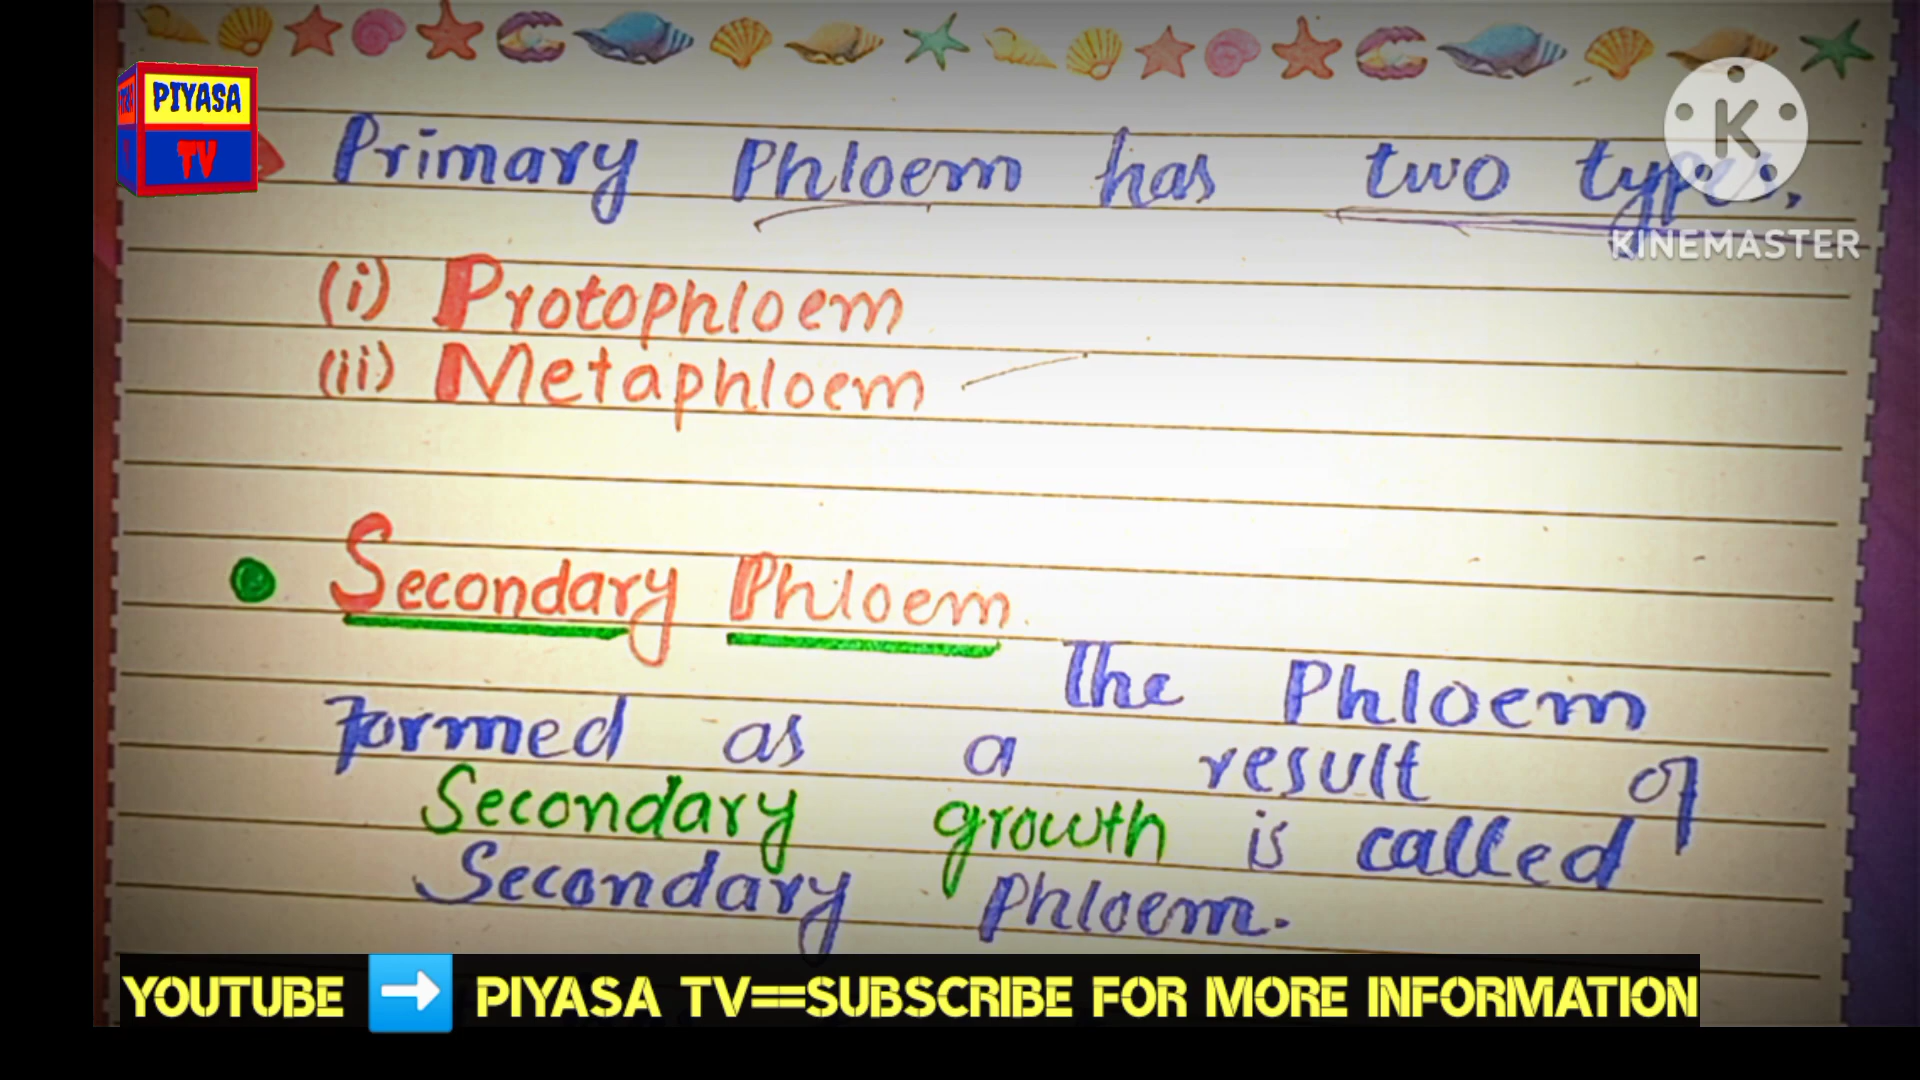 PIYASA
TV
Primary Phloem has two types.
K
KINEMASTER
(i) Protophloem
(ii) Metaphloem
Secondary Phloem.
The Phloem
formed as a result of
Secondary growth is called
Secondary Phloem.
YOUTUBE ➡ PIYASA TV==SUBSCRIBE FOR MORE INFORMATION